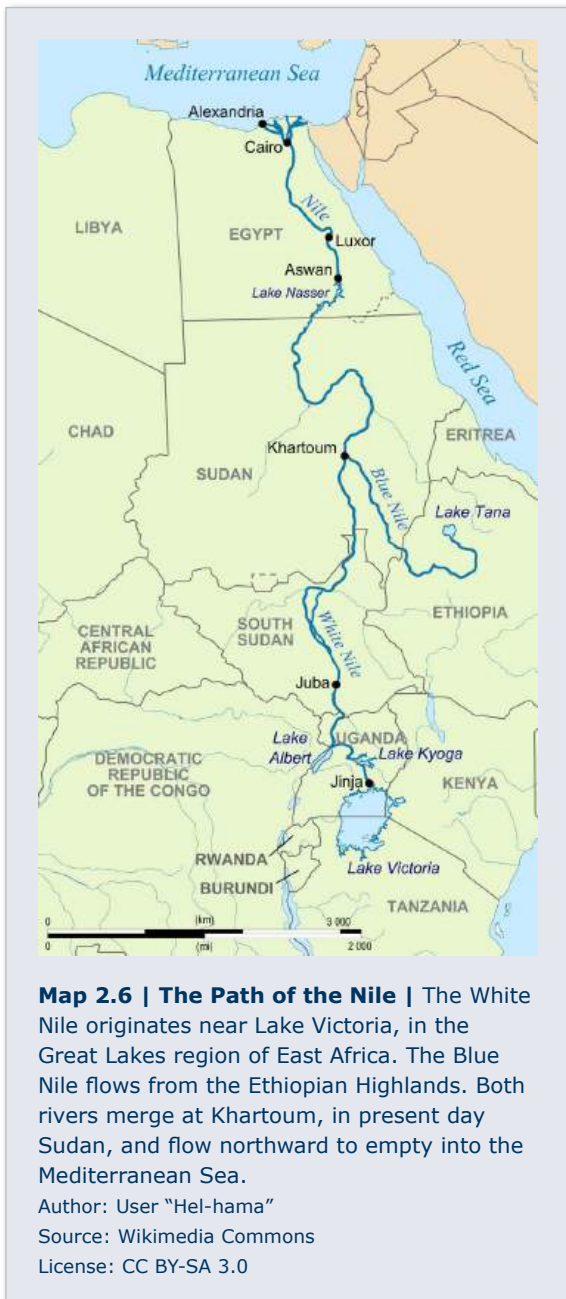 Mediterranean Sea
Alexandria
Cairo
Nile
LIBYA
EGYPT
Luxor
Aswan
Lake Nasser
Red Sea
CHAD
ERITREA
Khartoum
SUDAN
Blue Nile
Lake Tana
ETHIOPIA
CENTRAL
AFRICAN
REPUBLIC
SOUTH
SUDAN
White Nile
Juba
UGANDA
Lake
Albert
Lake Kyoga
DEMOCRATIC
REPUBLIC
OF THE CONGO
Jinja
KENYA
RWANDA
BURUNDI
Lake Victoria
TANZANIA
0 (km) 3 000
0 (mi) 2 000
Map 2.6 | The Path of the Nile | The White
Nile originates near Lake Victoria, in the
Great Lakes region of East Africa. The Blue
Nile flows from the Ethiopian Highlands. Both
rivers merge at Khartoum, in present day
Sudan, and flow northward to empty into the
Mediterranean Sea.
Author: User “Hel-hama”
Source: Wikimedia Commons
License: CC BY-SA 3.0